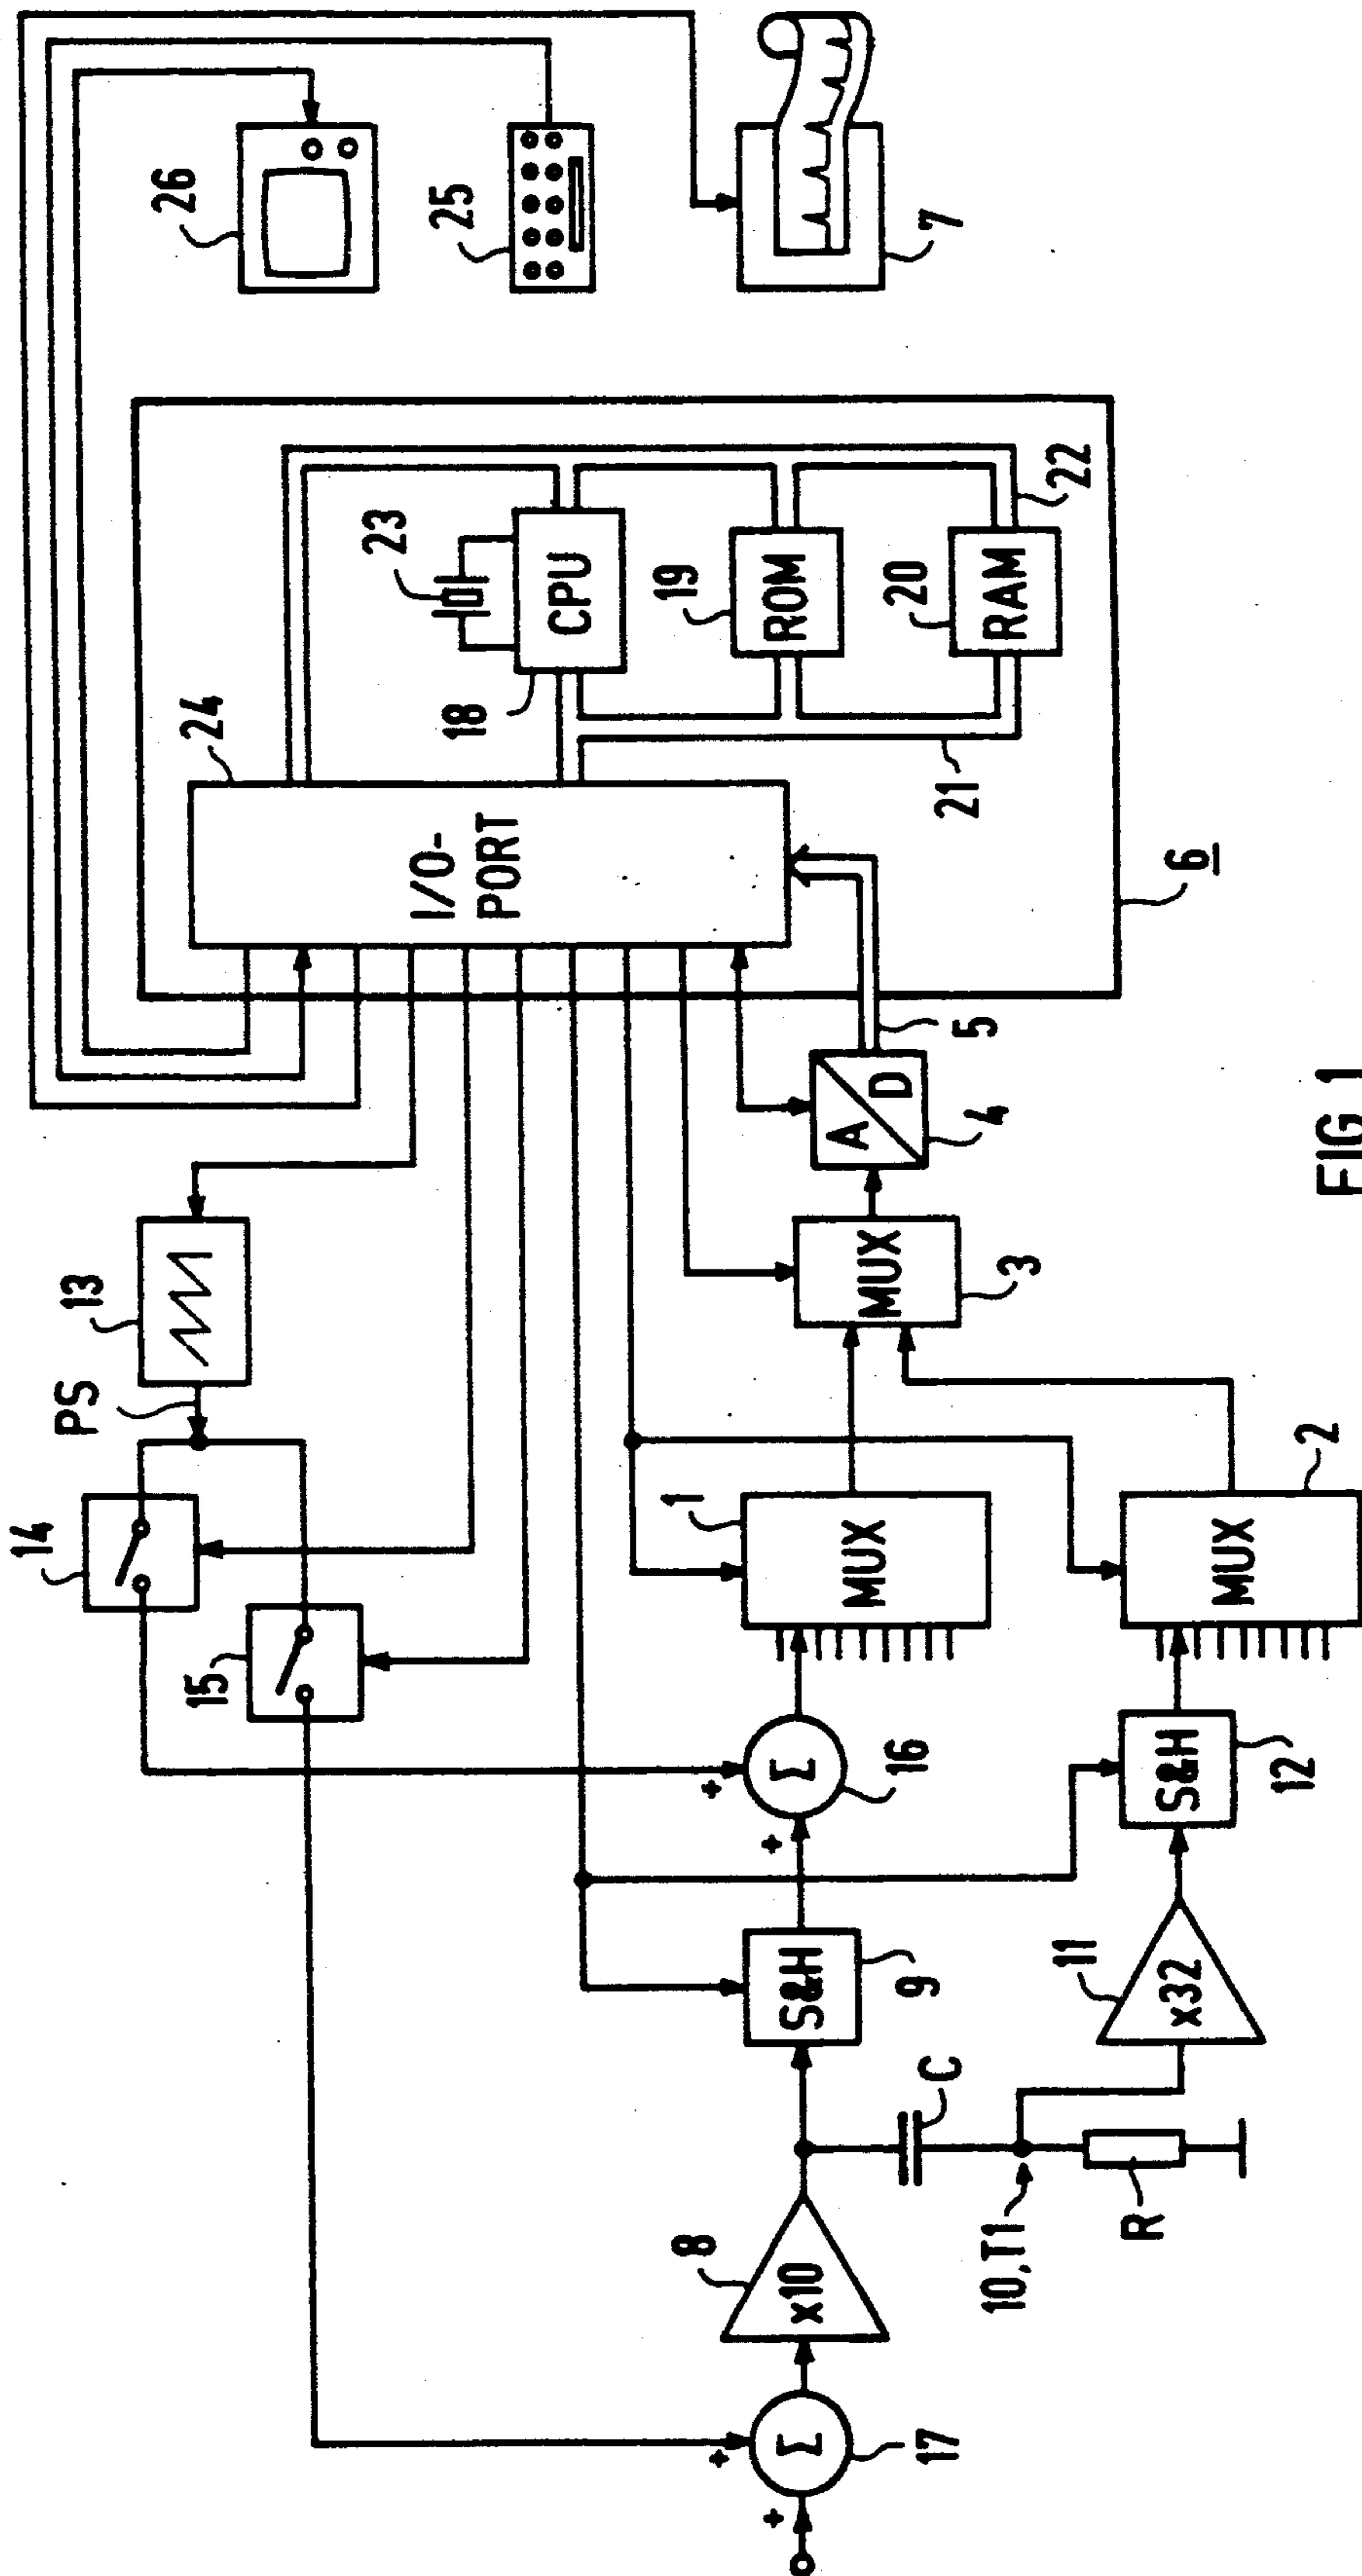 26
25
7
24
I/O-
PORT
23
CPU
18
19
ROM
20
RAM
22
21
6
5
A
D
4
13
PS
14
15
MUX
3
1
MUX
2
MUX
+
Σ
+
16
S&H
12
S&H
9
11
x32
C
10,T1
R
8
x10
+
Σ
+
17
FIG 1